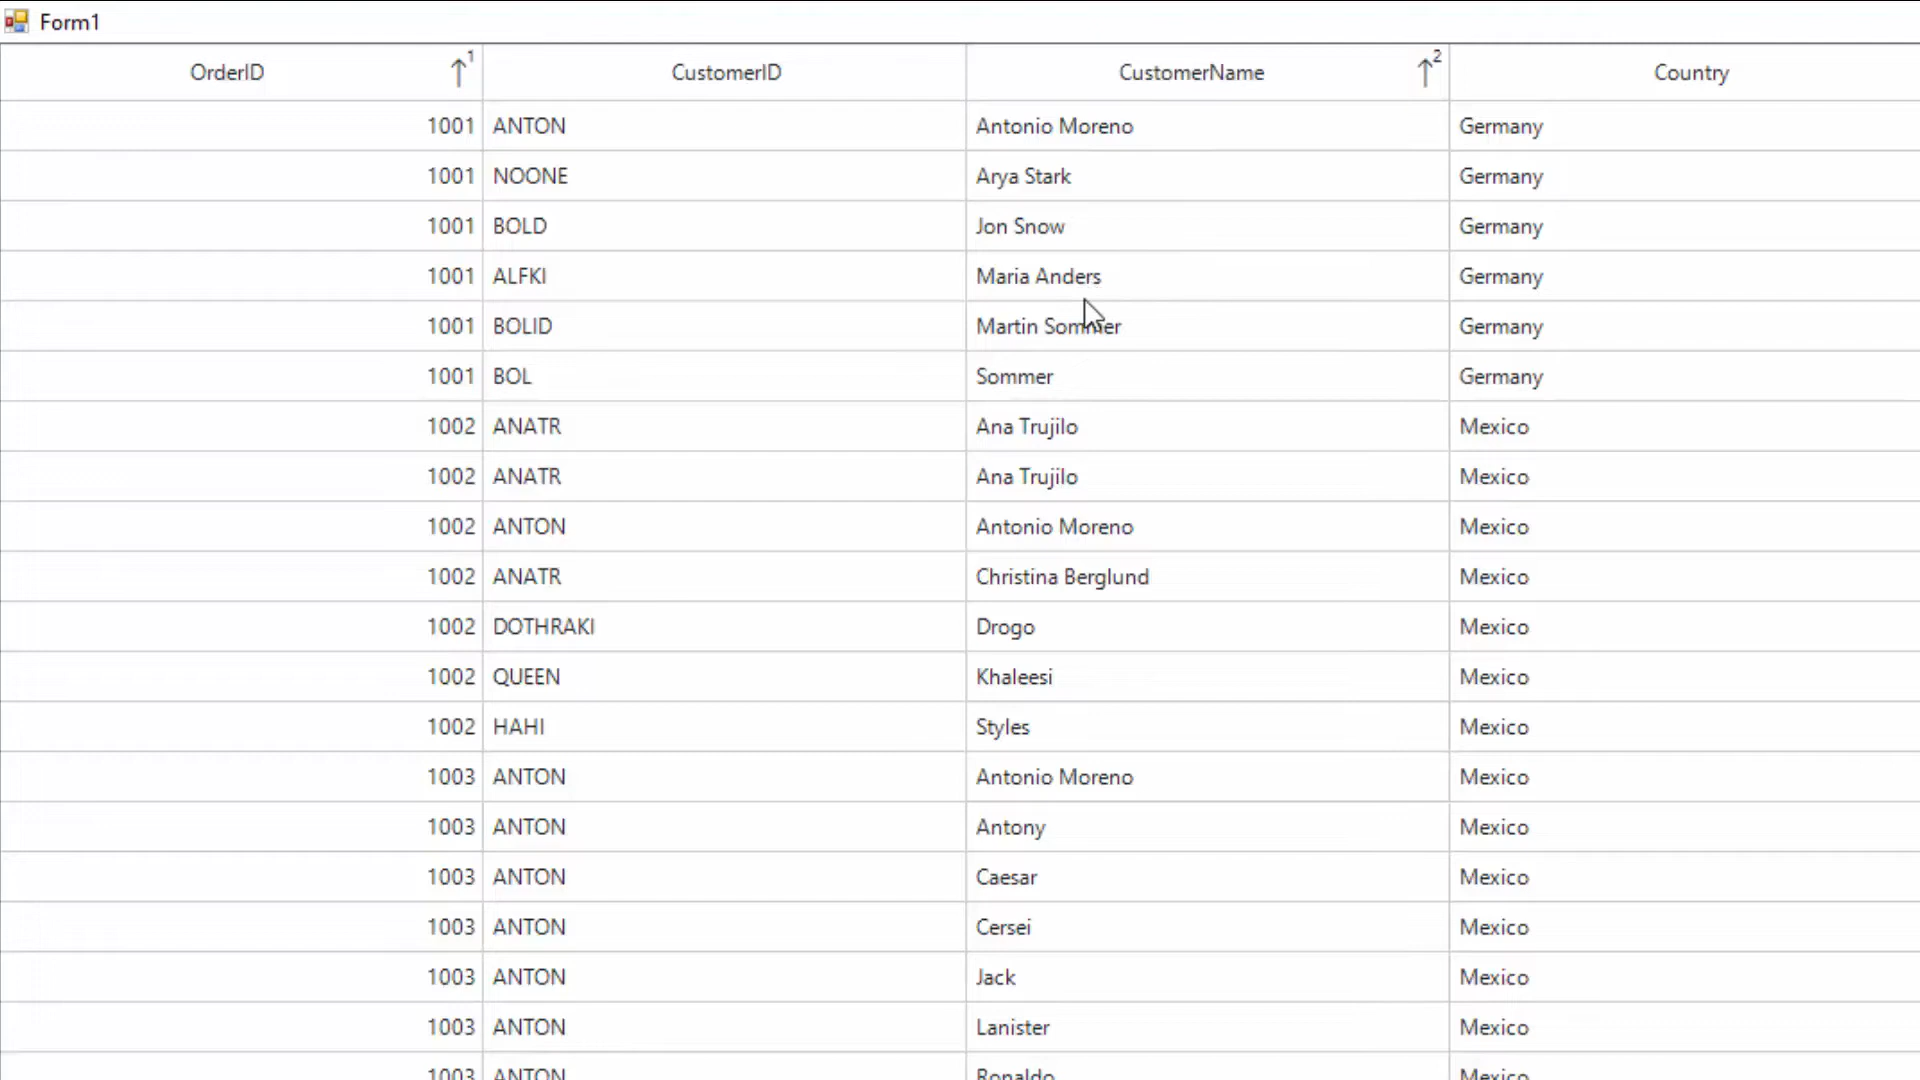 Form1
OrderID 1 CustomerID CustomerName 2 Country
1001 ANTON Antonio Moreno Germany
1001 NOONE Arya Stark Germany
1001 BOLD Jon Snow Germany
1001 ALFKI Maria Anders Germany
1001 BOLID Martin Sommer Germany
1001 BOL Sommer Germany
1002 ANATR Ana Trujilo Mexico
1002 ANATR Ana Trujilo Mexico
1002 ANTON Antonio Moreno Mexico
1002 ANATR Christina Berglund Mexico
1002 DOTHRAKI Drogo Mexico
1002 QUEEN Khaleesi Mexico
1002 HAHI Styles Mexico
1003 ANTON Antonio Moreno Mexico
1003 ANTON Antony Mexico
1003 ANTON Caesar Mexico
1003 ANTON Cersei Mexico
1003 ANTON Jack Mexico
1003 ANTON Lanister Mexico
1003 ANTON Ronaldo Mexico